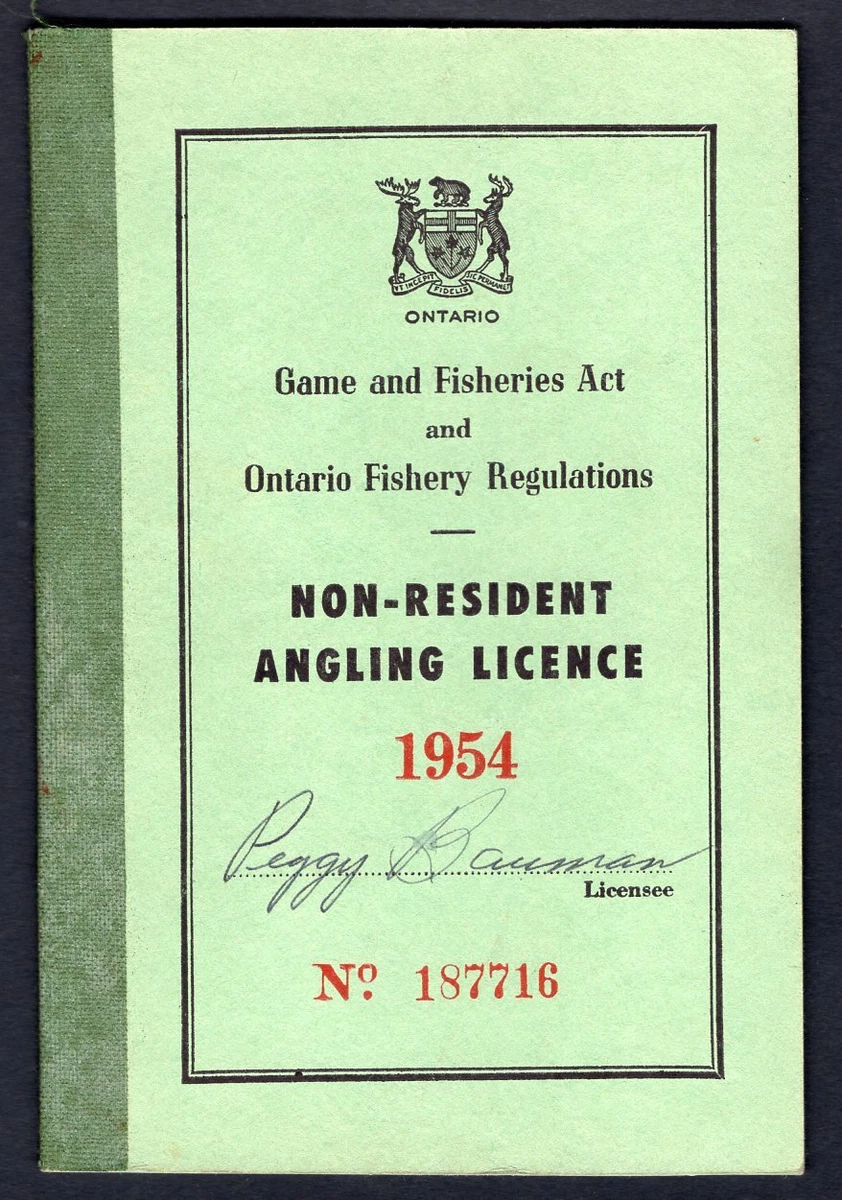 VT INCEPIT FIDELIS SIC PERMANET
ONTARIO
Game and Fisheries Act
and
Ontario Fishery Regulations
NON-RESIDENT
ANGLING LICENCE
1954
Peggy Bauman
Licensee
Nº 187716